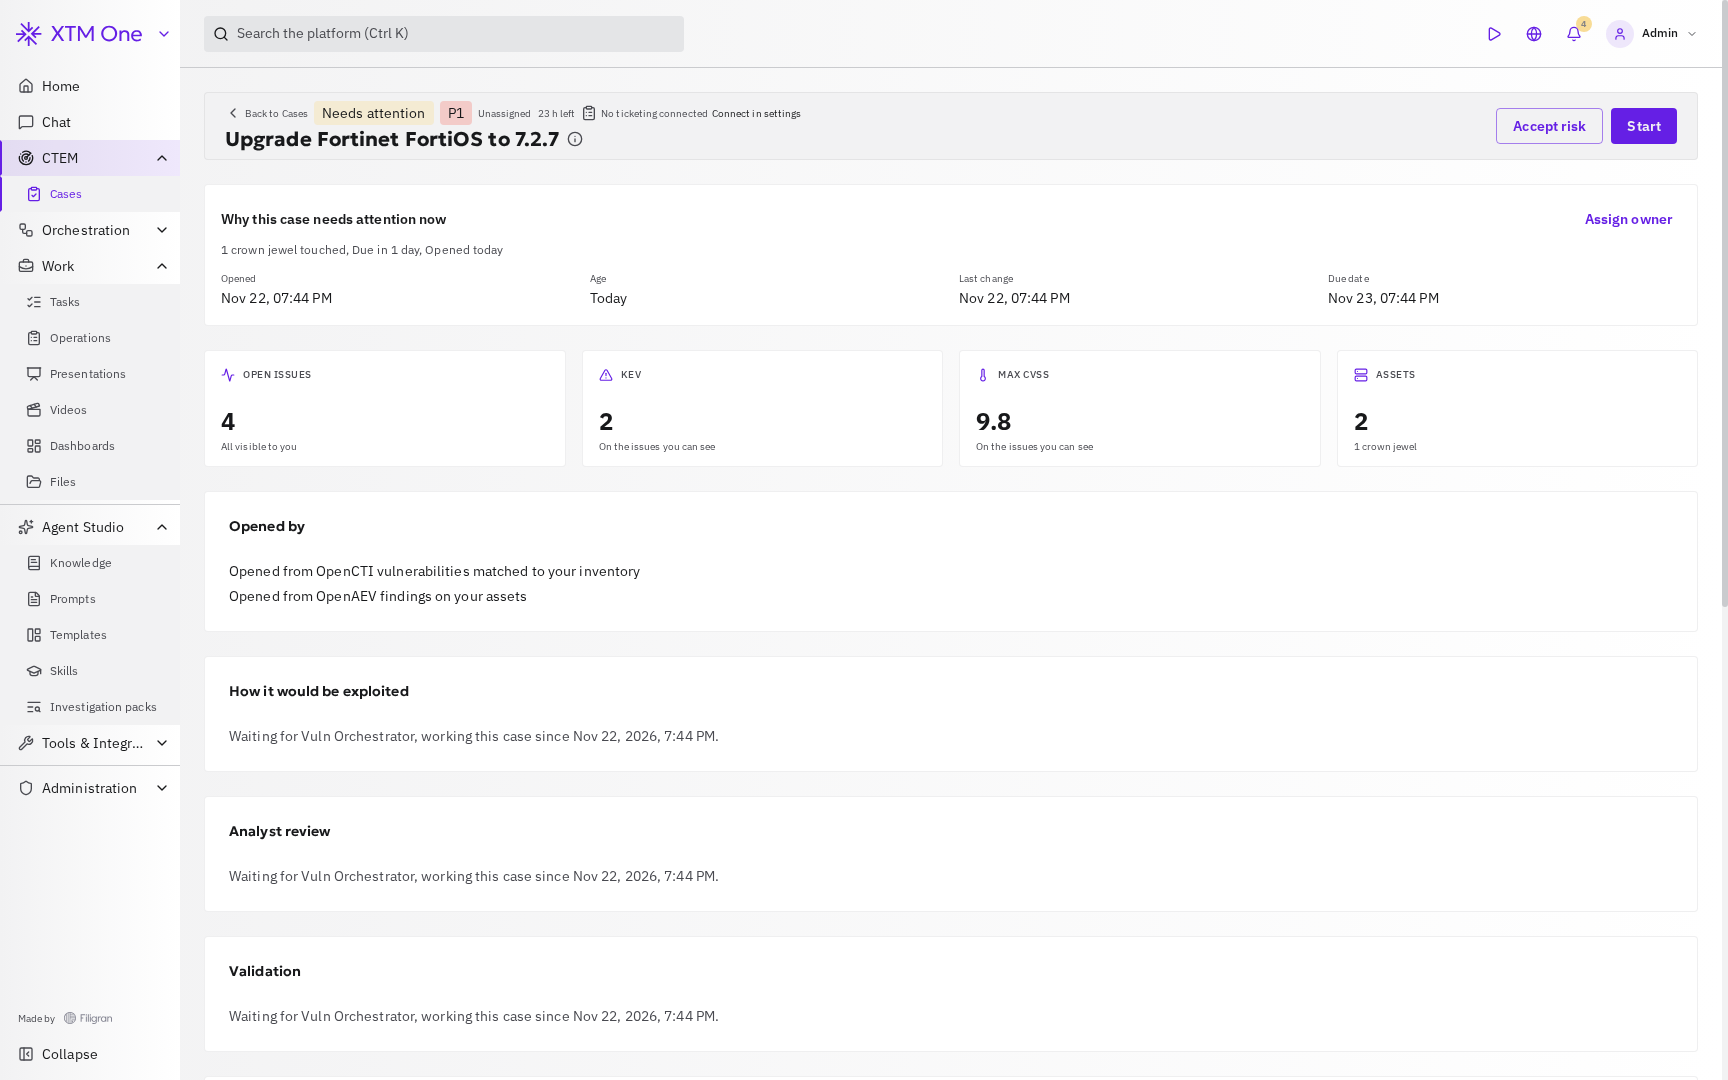 XTM One
Search the platform (Ctrl K)
4
Admin
Home
Chat
CTEM
Cases
Orchestration
Work
Tasks
Operations
Presentations
Videos
Dashboards
Files
Agent Studio
Knowledge
Prompts
Templates
Skills
Investigation packs
Tools & Integr...
Administration
Made by Filigran
Collapse
Back to Cases Needs attention P1 Unassigned 23 h left No ticketing connected Connect in settings
Upgrade Fortinet FortiOS to 7.2.7
Accept risk Start
Why this case needs attention now
Assign owner
1 crown jewel touched, Due in 1 day, Opened today
Opened Age Last change Due date
Nov 22, 07:44 PM Today Nov 22, 07:44 PM Nov 23, 07:44 PM
OPEN ISSUES
4
All visible to you
KEV
2
On the issues you can see
MAX CVSS
9.8
On the issues you can see
ASSETS
2
1 crown jewel
Opened by
Opened from OpenCTI vulnerabilities matched to your inventory
Opened from OpenAEV findings on your assets
How it would be exploited
Waiting for Vuln Orchestrator, working this case since Nov 22, 2026, 7:44 PM.
Analyst review
Waiting for Vuln Orchestrator, working this case since Nov 22, 2026, 7:44 PM.
Validation
Waiting for Vuln Orchestrator, working this case since Nov 22, 2026, 7:44 PM.